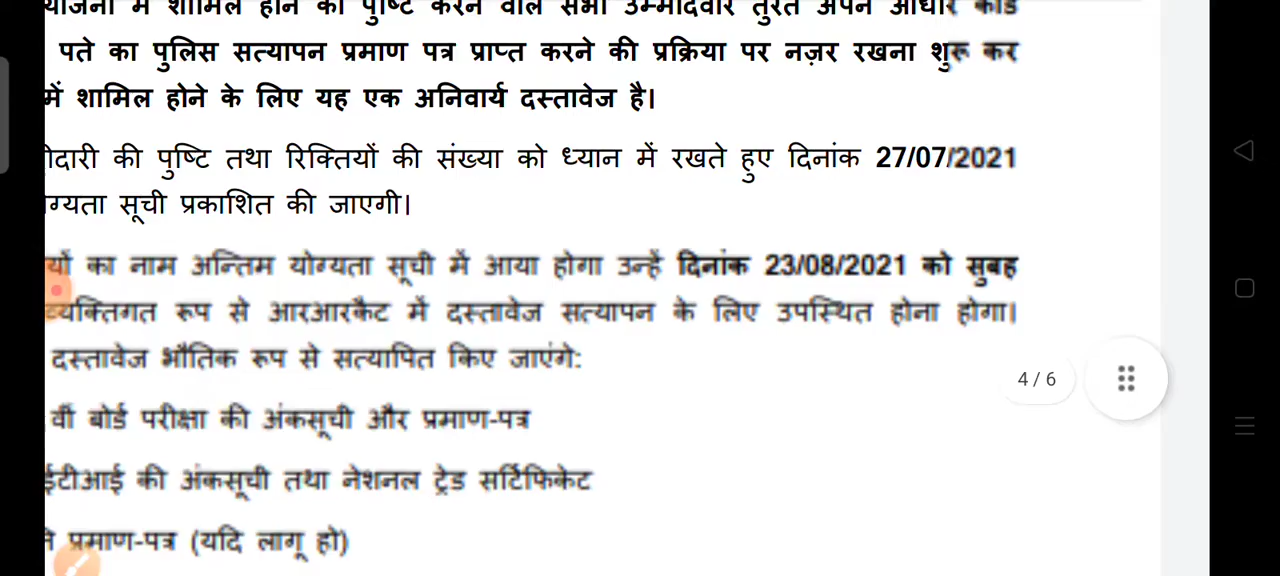 योजना में शामिल होने की पुष्टि करने वाले सभी उम्मीदवार तुरंत अपने आधार कार्ड
पते का पुलिस सत्यापन प्रमाण पत्र प्राप्त करने की प्रक्रिया पर नज़र रखना शुरू कर
में शामिल होने के लिए यह एक अनिवार्य दस्तावेज है।
की पुष्टि तथा रिक्तियों की संख्या को ध्यान में रखते हुए दिनांक 27/07/2021
सूची प्रकाशित की जाएगी।
का नाम अन्तिम योग्यता सूची में आया होगा उन्हें दिनांक 23/08/2021 को सुबह
व्यक्तिगत रूप से आरआरकैट में दस्तावेज सत्यापन के लिए उपस्थित होना होगा।
दस्तावेज भौतिक रूप से सत्यापित किए जाएंगे:
4 / 6
वीं बोर्ड परीक्षा की अंकसूची और प्रमाण-पत्र
ईटीआई की अंकसूची तथा नेशनल ट्रेड सर्टिफिकेट
प्रमाण-पत्र (यदि लागू हो)